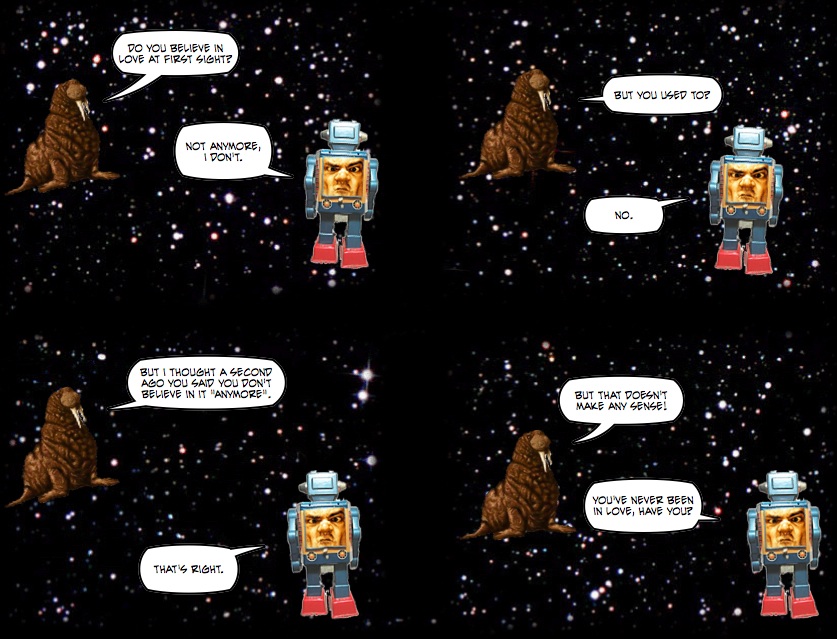 DO YOU BELIEVE IN
LOVE AT FIRST SIGHT?
NOT ANYMORE,
I DON'T.
BUT YOU USED TO?
NO.
BUT I THOUGHT A SECOND
AGO YOU SAID YOU DON'T
BELIEVE IN IT "ANYMORE".
THAT'S RIGHT.
BUT THAT DOESN'T
MAKE ANY SENSE!
YOU'VE NEVER BEEN
IN LOVE, HAVE YOU?